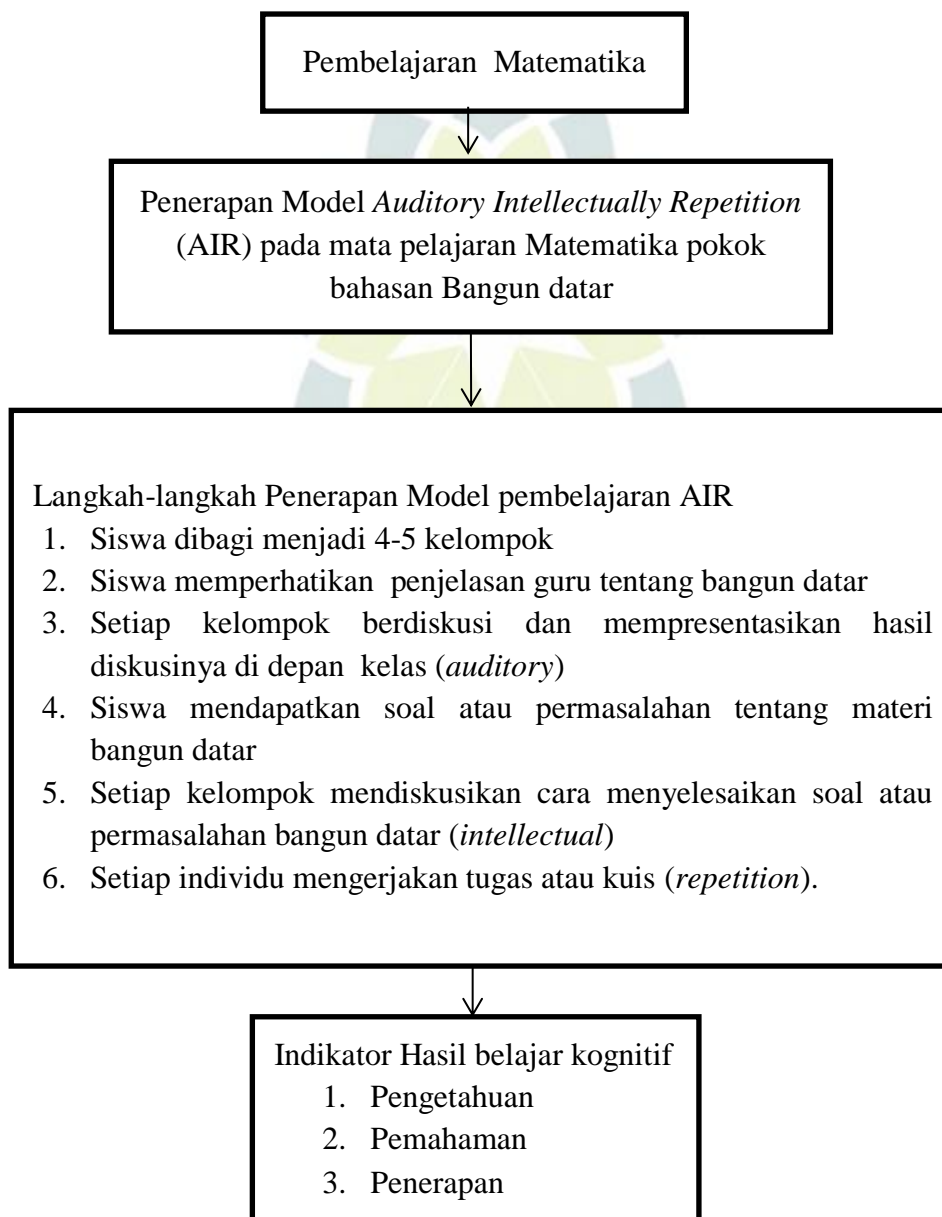 Pembelajaran Matematika
Penerapan Model Auditory Intellectually Repetition
(AIR) pada mata pelajaran Matematika pokok
bahasan Bangun datar
Langkah-langkah Penerapan Model pembelajaran AIR
1. Siswa dibagi menjadi 4-5 kelompok
2. Siswa memperhatikan penjelasan guru tentang bangun datar
3. Setiap kelompok berdiskusi dan mempresentasikan hasil
diskusinya di depan kelas (auditory)
4. Siswa mendapatkan soal atau permasalahan tentang materi
bangun datar
5. Setiap kelompok mendiskusikan cara menyelesaikan soal atau
permasalahan bangun datar (intellectual)
6. Setiap individu mengerjakan tugas atau kuis (repetition).
Indikator Hasil belajar kognitif
1. Pengetahuan
2. Pemahaman
3. Penerapan